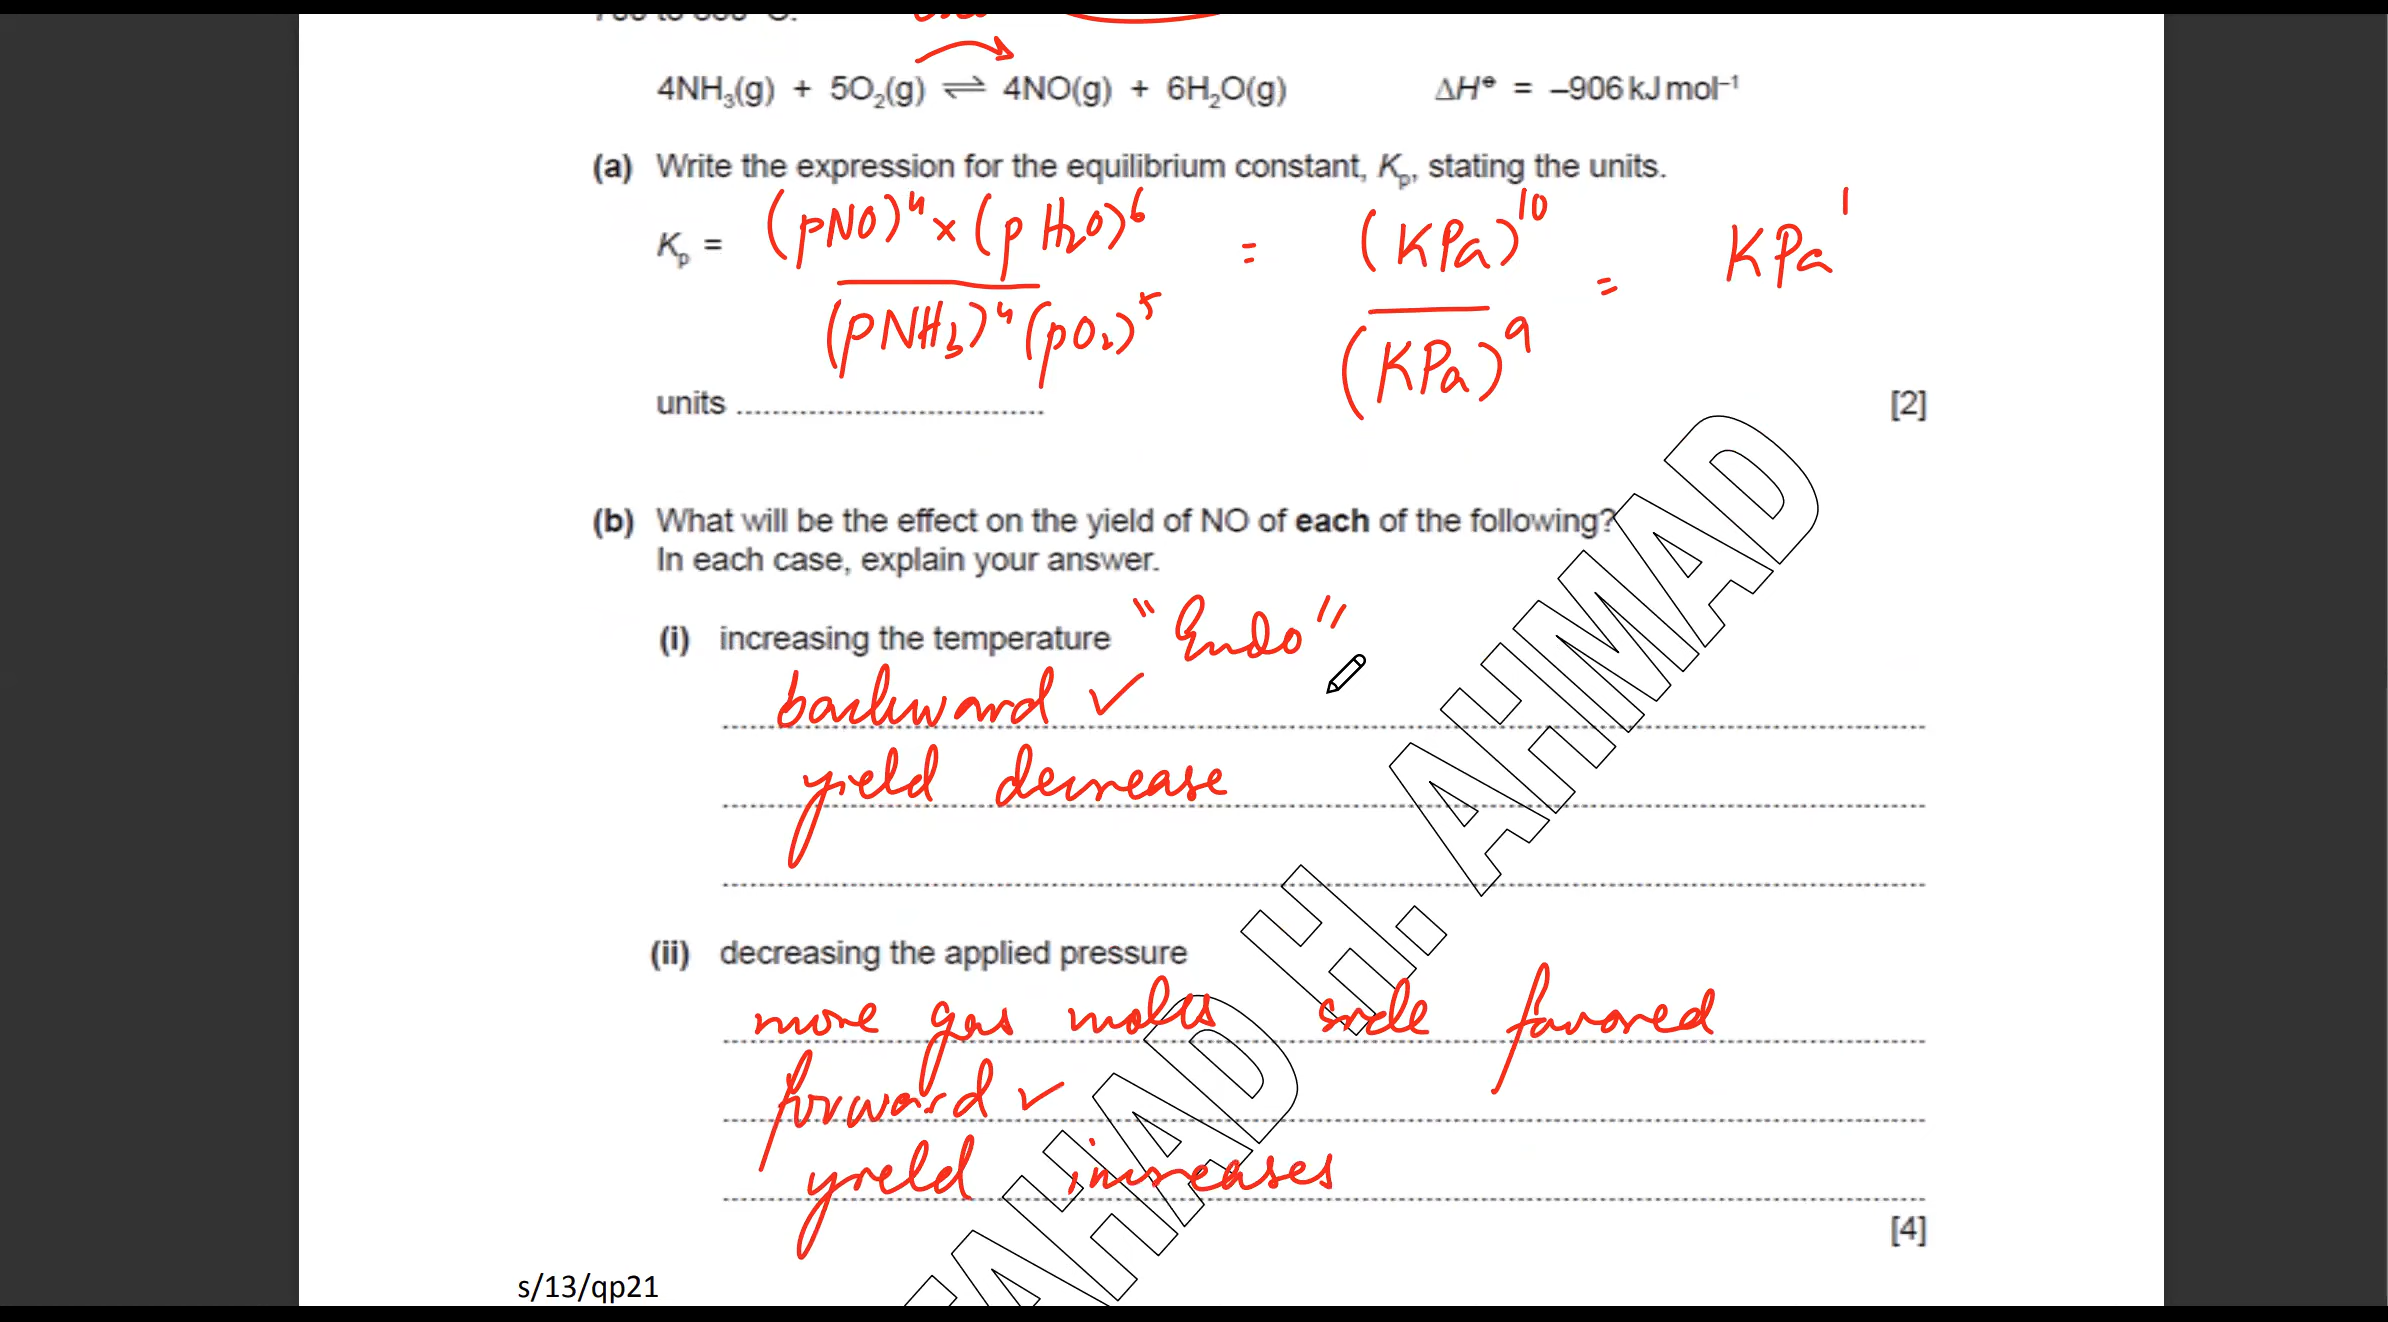 4NH₃(g) + 5O₂(g) ⇌ 4NO(g) + 6H₂O(g) ΔH⦵ = –906 kJ mol⁻¹
(a) Write the expression for the equilibrium constant, Kₚ, stating the units.
Kₚ = (pNO)⁴ × (p H₂O)⁶ / (pNH₃)⁴ (pO₂)⁵ = (KPa)¹⁰ / (KPa)⁹ = KPa¹
units ................................ [2]
(b) What will be the effect on the yield of NO of each of the following?
In each case, explain your answer.
(i) increasing the temperature "Endo"
backward ✓
yield decrease
(ii) decreasing the applied pressure
more gas moles side favored
forward ✓
yield increases
[4]
s/13/qp21
AHAD H. AHMAD